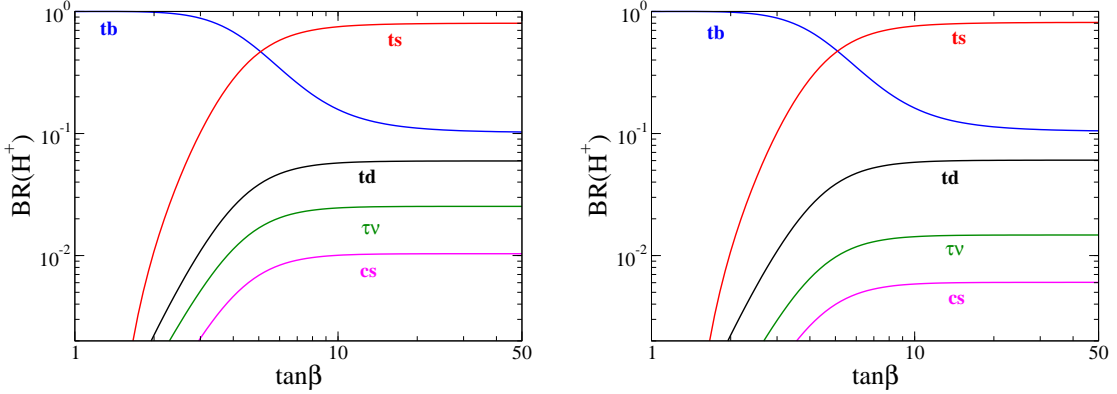 10^0
tb
ts
10^-1
BR(H^+)
td
τν
10^-2
cs
1
10
50
tanβ
10^0
tb
ts
10^-1
BR(H^+)
td
τν
10^-2
cs
1
10
50
tanβ